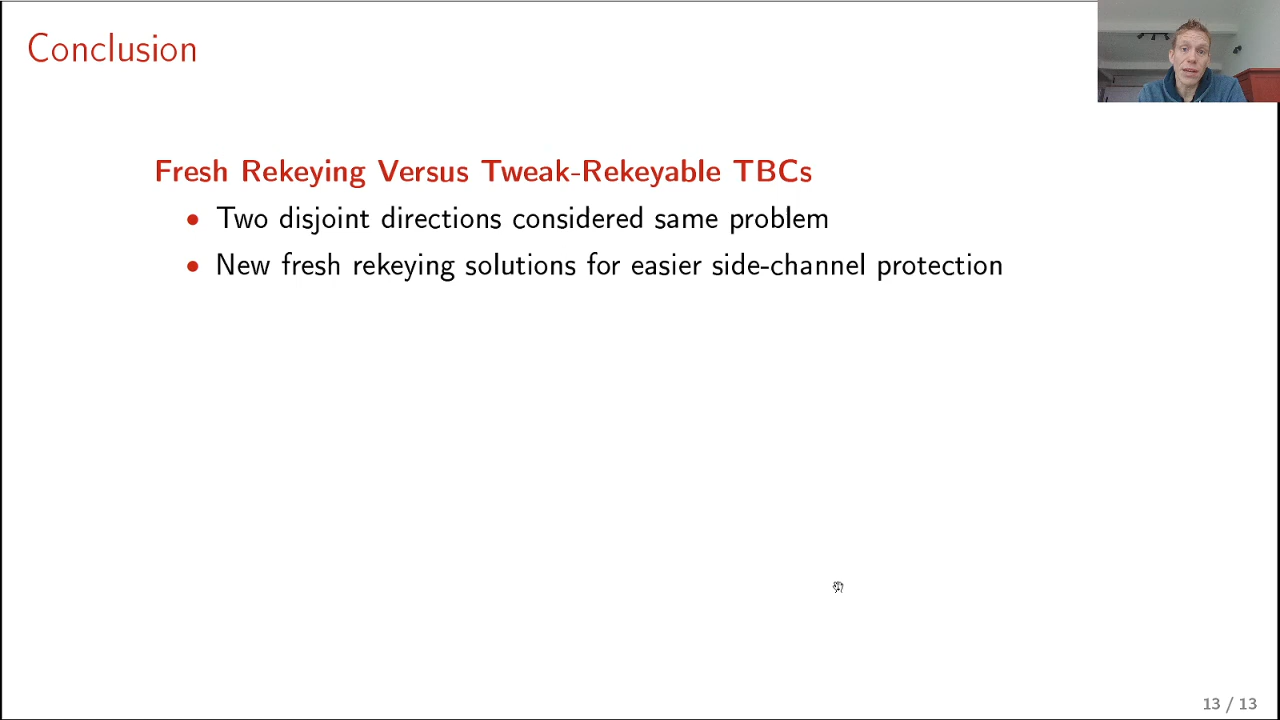 Conclusion
Fresh Rekeying Versus Tweak-Rekeyable TBCs
• Two disjoint directions considered same problem
• New fresh rekeying solutions for easier side-channel protection
13 / 13